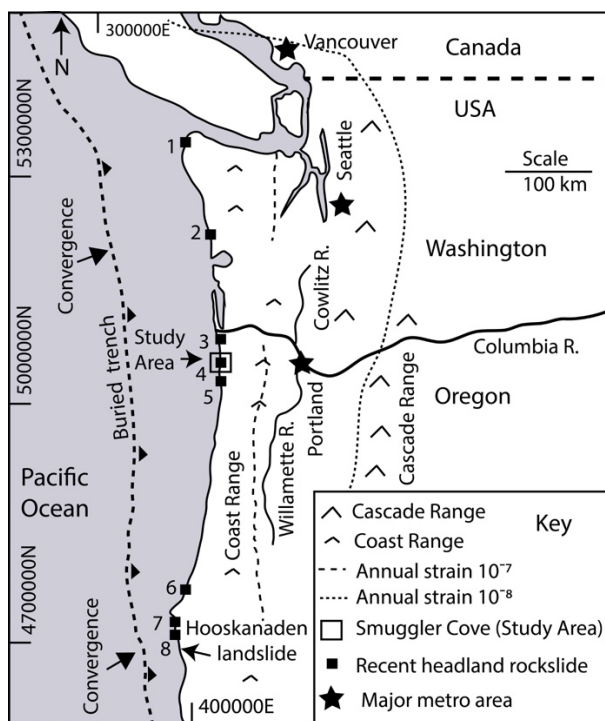 300000E
N
Vancouver
Canada
USA
5300000N
1
Seattle
Scale
100 km
Convergence
2
Washington
Cowlitz R.
Study
Area
3
4
5
Columbia R.
5000000N
Buried trench
Portland
Oregon
Pacific
Ocean
Coast Range
Willamette R.
Cascade Range
Key
Cascade Range
Coast Range
Annual strain 10⁻⁷
Annual strain 10⁻⁸
Smuggler Cove (Study Area)
Recent headland rockslide
Major metro area
4700000N
6
7
8
Hooskanaden
landslide
Convergence
400000E